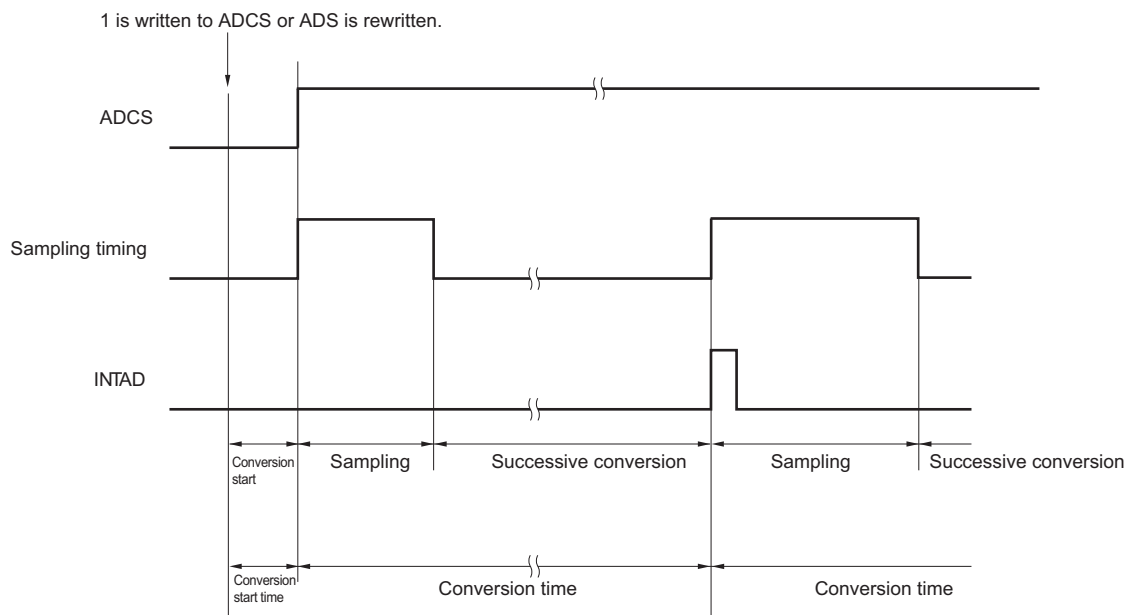 1 is written to ADCS or ADS is rewritten.
ADCS
Sampling timing
INTAD
Conversion
start
Sampling
Successive conversion
Sampling
Successive conversion
Conversion
start time
Conversion time
Conversion time